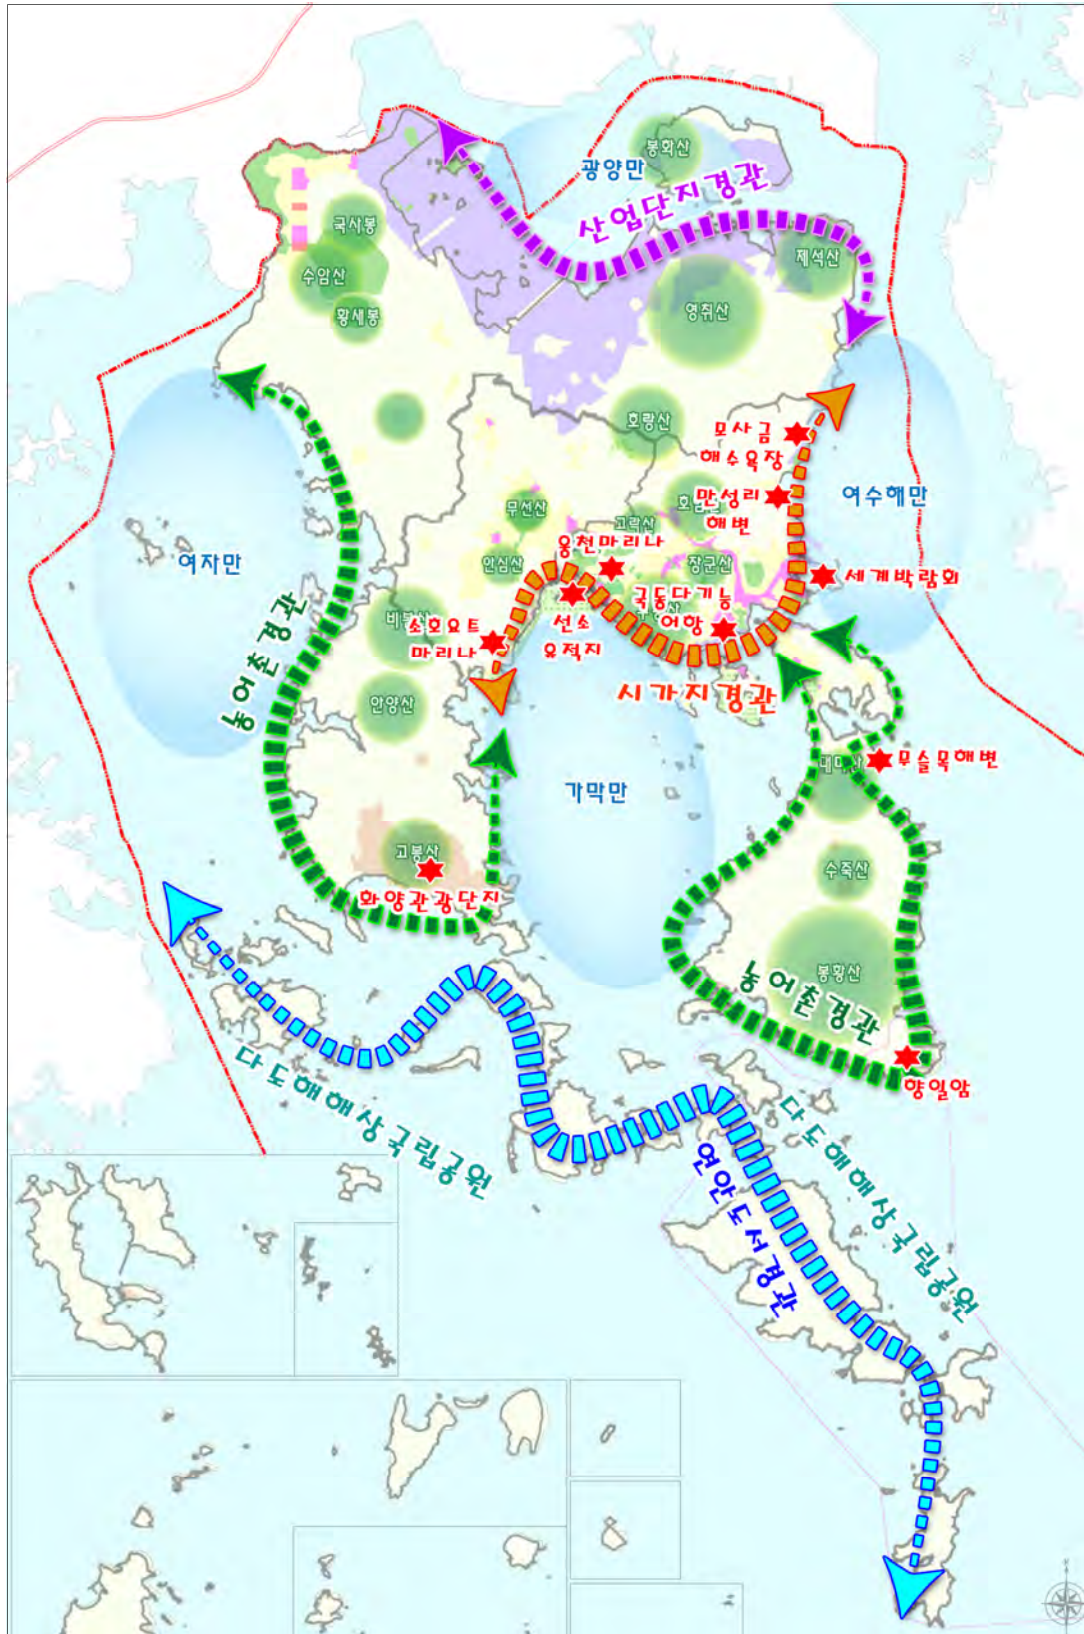 봉화산
광양만
산업단지경관
국사봉
제석산
수암산
영취산
황새봉
호랑산
모사금
해수욕장
만성리
해변
여수해만
무선산
고락산
웅천마리나
여자만
안심산
장군산
세계박람회
국동다기능
어항
선소
유적지
소호요트
마리나
시가지경관
농어촌경관
안양산
무슬목해변
가막만
고봉산
수죽산
화양관광단지
봉황산
농어촌경관
향일암
다도해해상국립공원
다도해해상국립공원
연안도서경관